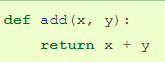 def add(x, y):
    return x + y